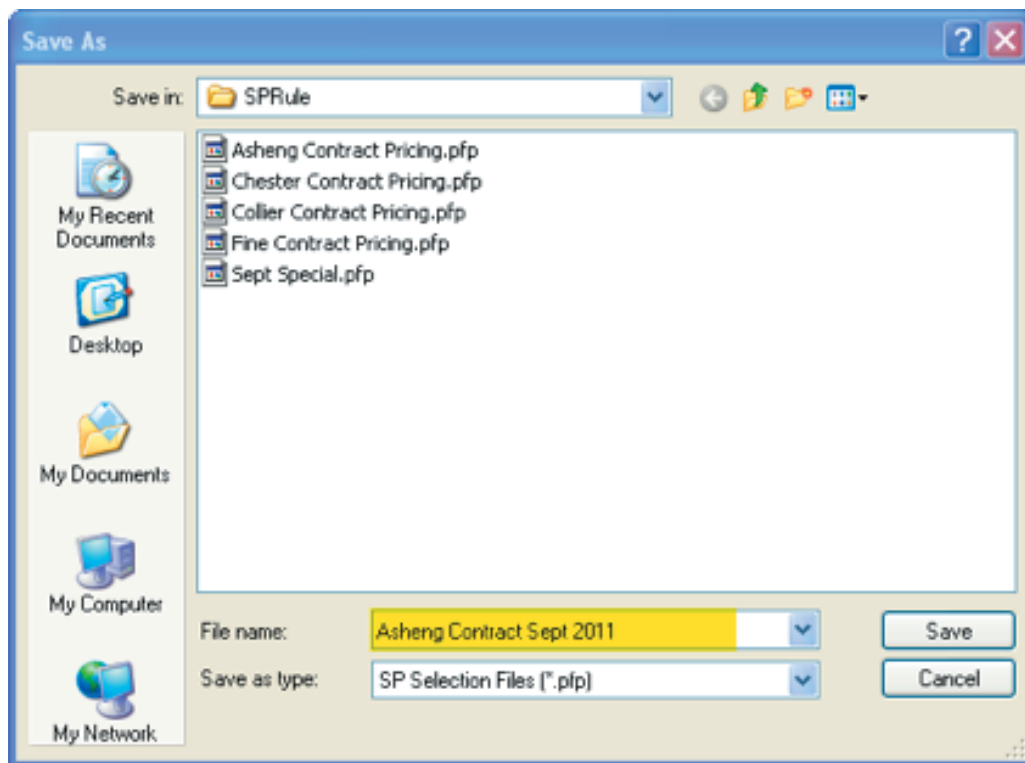 Save As
Save in: SPRule
Asheng Contract Pricing.pfp
Chester Contract Pricing.pfp
Collier Contract Pricing.pfp
Fine Contract Pricing.pfp
Sept Special.pfp
My Recent
Documents
Desktop
My Documents
My Computer
My Network
File name: Asheng Contract Sept 2011 Save
Save as type: SP Selection Files (*.pfp) Cancel